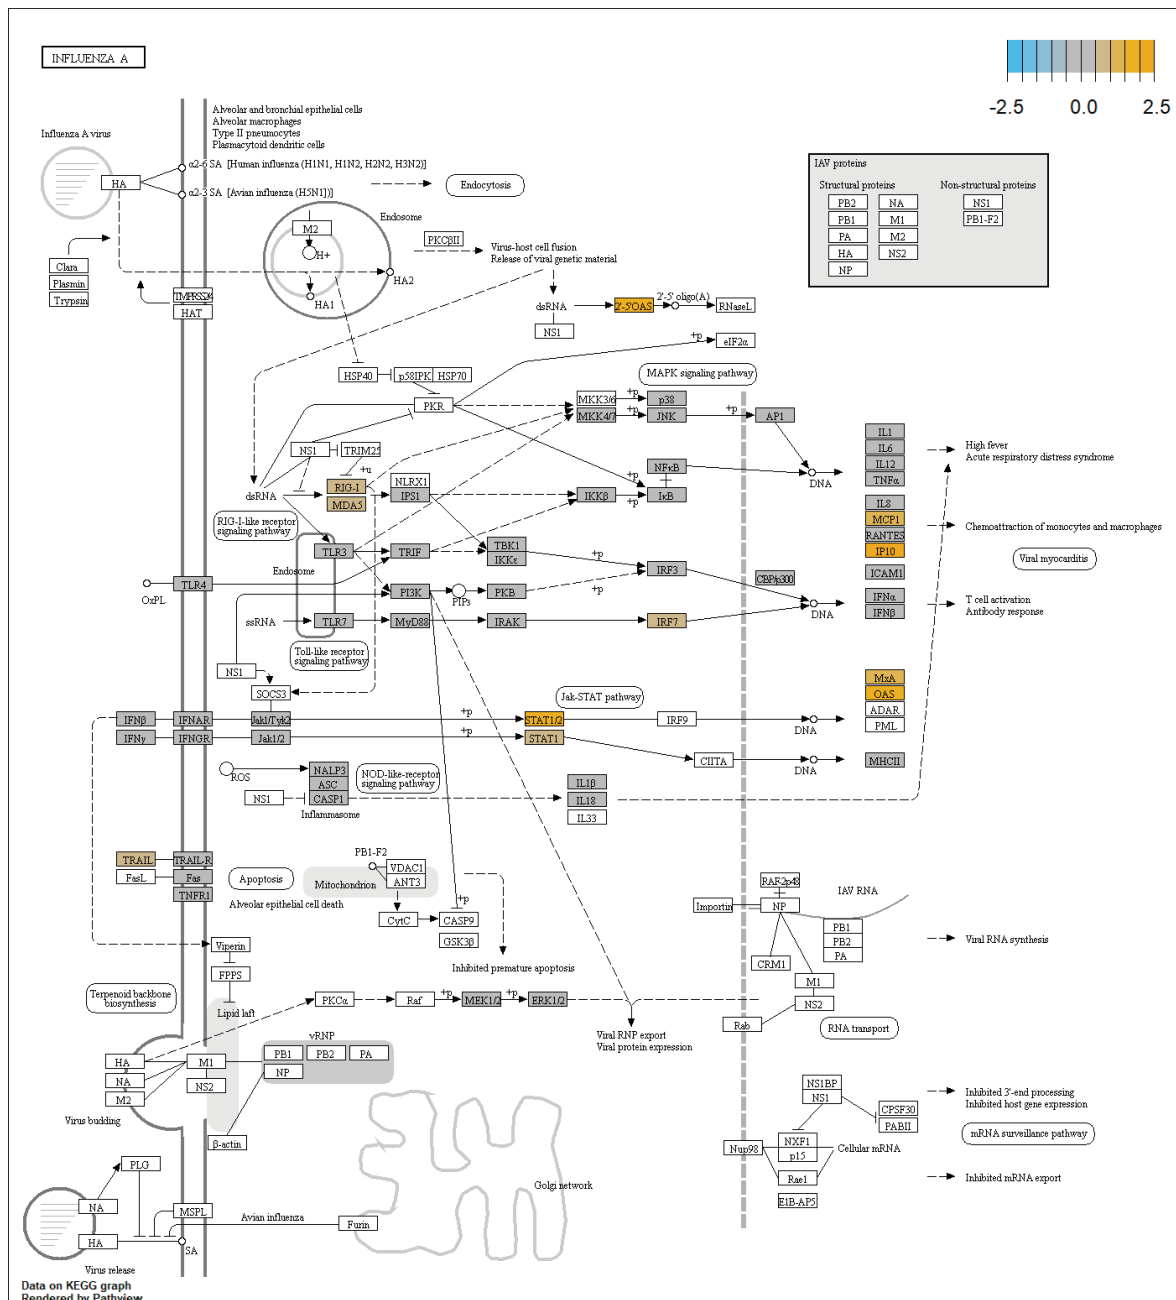 INFLUENZA A
-2.5 0.0 2.5
Alveolar and bronchial epithelial cells
Alveolar macrophages
Type II pneumocytes
Plasmacytoid dendritic cells
Influenza A virus
HA
α2-6 SA [Human influenza (H1N1, H1N2, H2N2, H3N2)]
α2-3 SA [Avian influenza (H5N1)]
Endocytosis
IAV proteins
Structural proteins
Non-structural proteins
PB2
NA
NS1
PB1
M1
PB1-F2
PA
M2
HA
NS2
NP
Endosome
M2
H+
HA1
HA2
PKCβII
Virus-host cell fusion
Release of viral genetic material
Clara
Plasmin
Trypsin
TMPRSS2/4
HAT
dsRNA
2'-5'OAS
2'-5' oligo(A)
RNaseL
NS1
+p
eIF2α
HSP40
p58IPK
HSP70
PKR
MAPK signaling pathway
MKK3/6
+p
p38
MKK4/7
+p
JNK
+p
AP1
DNA
NS1
TRIM25
+u
dsRNA
RIG-I
MDA5
NLRX1
IPS1
IKKβ
+p
NFκB
IκB
RIG-I-like receptor
signaling pathway
IL1
IL6
IL12
TNFα
High fever
Acute respiratory distress syndrome
IL8
MCP1
RANTES
IP10
Chemoattraction of monocytes and macrophages
Viral myocarditis
ICAM1
IFNα
IFNβ
T cell activation
Antibody response
Endosome
TLR3
TRIF
TBK1
IKKε
+p
IRF3
CBP/p300
DNA
OxPL
TLR4
PI3K
PIP3
PKB
+p
ssRNA
TLR7
MyD88
IRAK
IRF7
Toll-like receptor
signaling pathway
NS1
SOCS3
Jak-STAT pathway
IFNβ
IFNAR
Jak1/Tyk2
+p
STAT1/2
IRF9
DNA
MxA
OAS
ADAR
PML
IFNγ
IFNGR
Jak1/2
+p
STAT1
CIITA
DNA
MHCII
ROS
NALP3
ASC
CASP1
NS1
Inflammasome
NOD-like-receptor
signaling pathway
IL1β
IL18
IL33
TRAIL
TRAIL-R
FasL
Fas
TNFR1
Apoptosis
Alveolar epithelial cell death
PB1-F2
Mitochondrion
VDAC1
ANT3
CytC
+p
CASP9
GSK3β
Inhibited premature apoptosis
RAF-2p48
Importin
NP
IAV RNA
PB1
PB2
PA
CRM1
M1
NS2
Rab
Viral RNA synthesis
RNA transport
Viperin
FPPS
Terpenoid backbone
biosynthesis
Lipid laft
PKCα
Raf
+p
MEK1/2
+p
ERK1/2
Viral RNP export
Viral protein expression
vRNP
PB1
PB2
PA
NP
HA
NA
M2
M1
NS2
Virus budding
β-actin
NS1BP
NS1
CPSF30
PABII
Inhibited 3'-end processing
Inhibited host gene expression
mRNA surveillance pathway
Nup98
NXF1
p15
Rae1
E1B-AP5
Cellular mRNA
Inhibited mRNA export
Golgi network
PLG
NA
HA
MSPL
SA
Avian influenza
Furin
Virus release
Data on KEGG graph
Rendered by Pathview